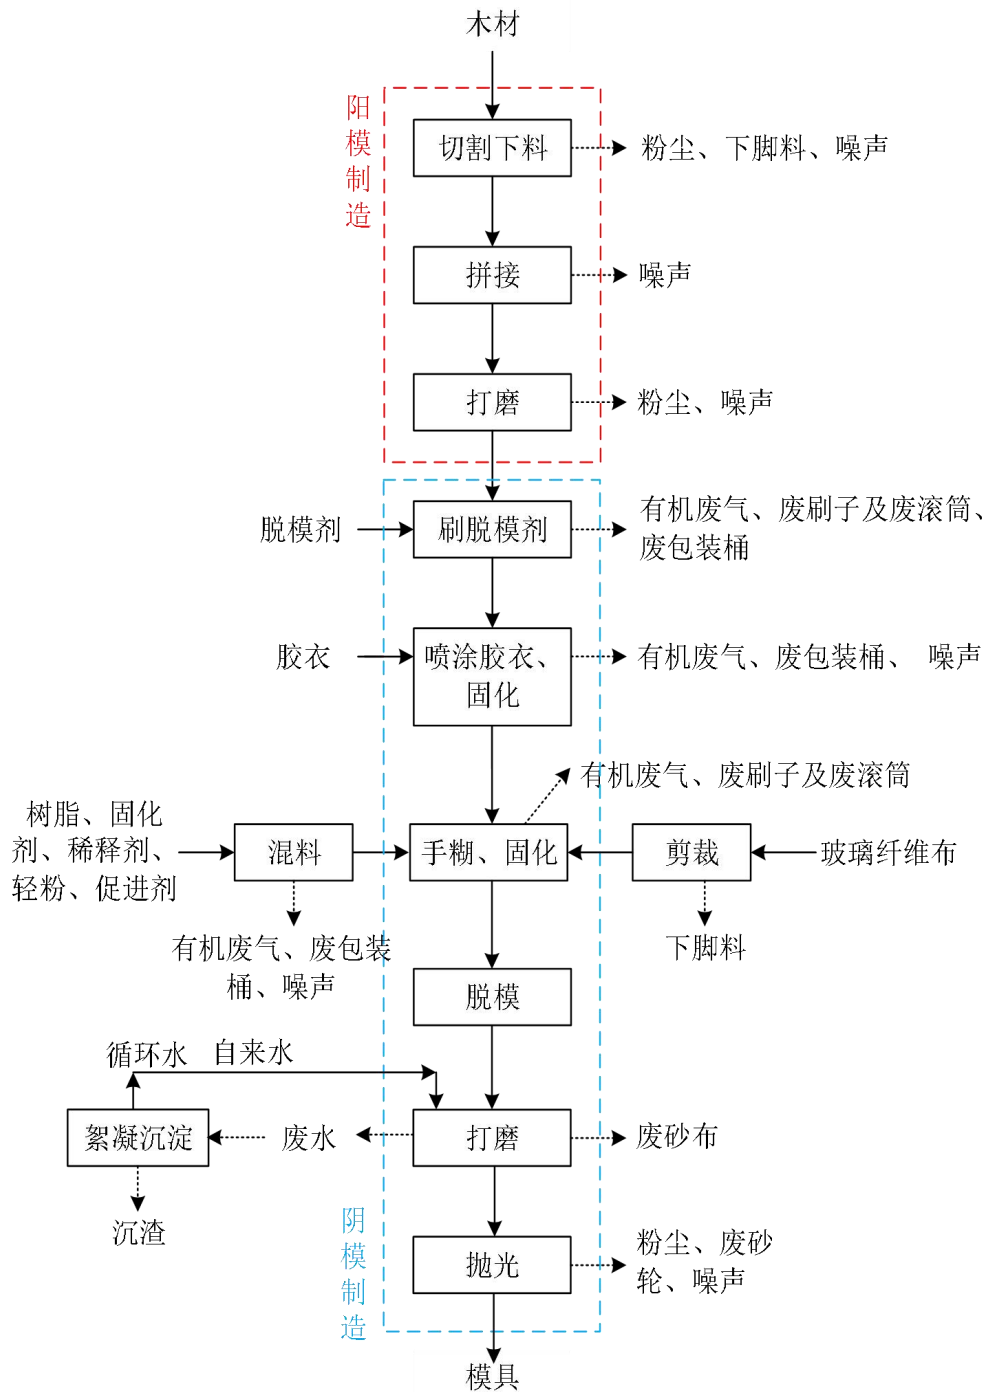 木材
阳模制造
切割下料
粉尘、下脚料、噪声
拼接
噪声
打磨
粉尘、噪声
脱模剂
刷脱模剂
有机废气、废刷子及废滚筒、
废包装桶
胶衣
喷涂胶衣、
固化
有机废气、废包装桶、 噪声
有机废气、废刷子及废滚筒
树脂、固化
剂、稀释剂、
轻粉、促进剂
混料
手糊、固化
剪裁
玻璃纤维布
有机废气、废包装
桶、噪声
下脚料
脱模
循环水
自来水
絮凝沉淀
废水
打磨
废砂布
沉渣
阴模制造
抛光
粉尘、废砂
轮、噪声
模具